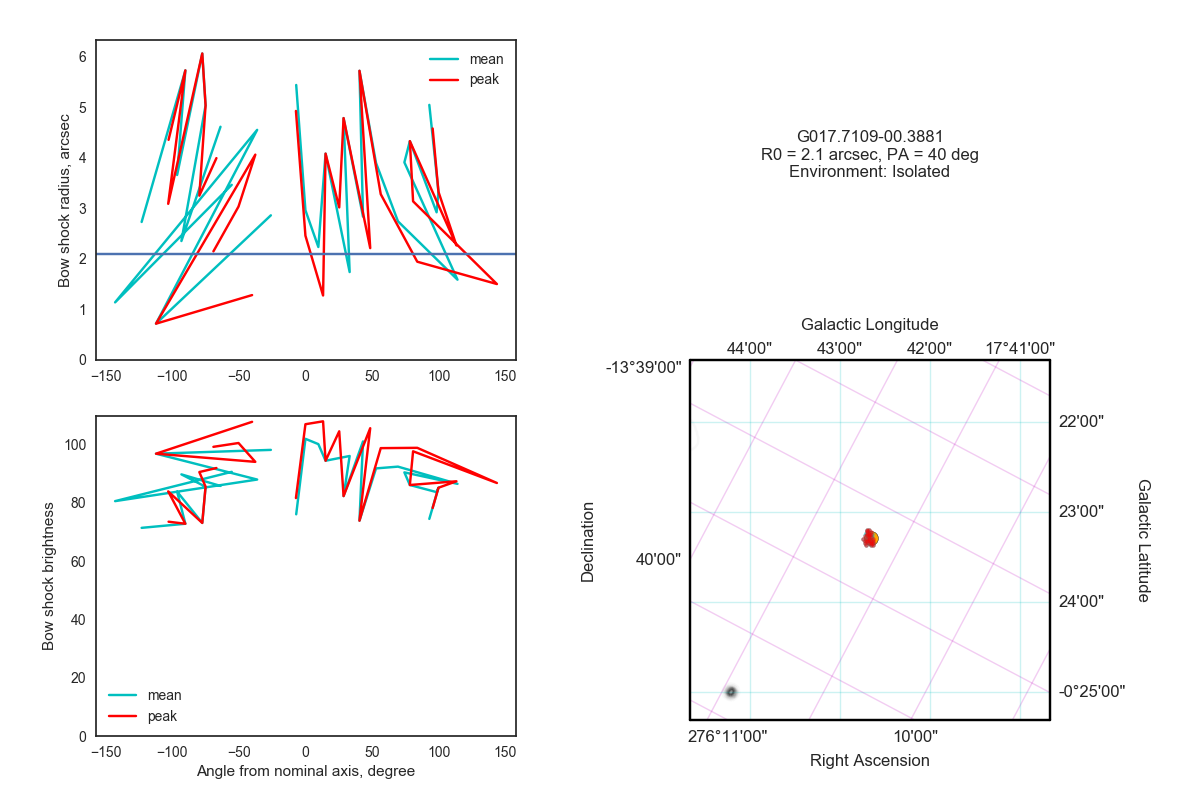 6
5
4
3
2
1
0
Bow shock radius, arcsec
mean
peak
−150 −100 −50 0 50 100 150
100
80
60
40
20
0
Bow shock brightness
mean
peak
−150 −100 −50 0 50 100 150
Angle from nominal axis, degree
G017.7109-00.3881
R0 = 2.1 arcsec, PA = 40 deg
Environment: Isolated
Galactic Longitude
44'00" 43'00" 42'00" 17°41'00"
-13°39'00"
40'00"
Declination
22'00"
23'00"
24'00"
-0°25'00"
Galactic Latitude
276°11'00" 10'00"
Right Ascension